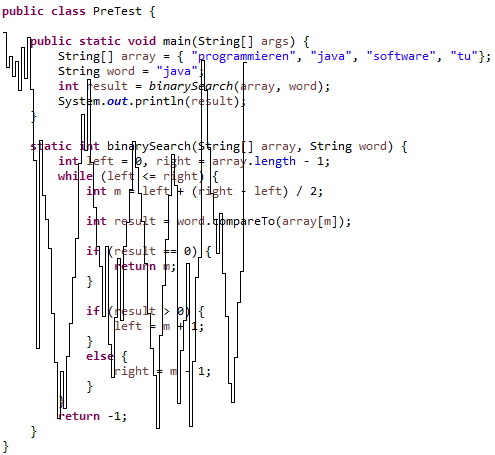 public class PreTest {
public static void main(String[] args) {
String[] array = { "programmieren", "java", "software", "tu"};
String word = "java";
int result = binarySearch(array, word);
System.out.println(result);
}
static int binarySearch(String[] array, String word) {
int left = 0, right = array.length - 1;
while (left <= right) {
int m = left + (right - left) / 2;
int result = word.compareTo(array[m]);
if (result == 0) {
return m;
}
if (result > 0) {
left = m + 1;
}
else {
right = m - 1;
}
}
return -1;
}
}